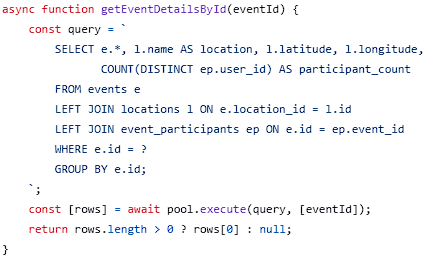 async function getEventDetailsById(eventId) {
    const query = `
        SELECT e.*, l.name AS location, l.latitude, l.longitude,
               COUNT(DISTINCT ep.user_id) AS participant_count
        FROM events e
        LEFT JOIN locations l ON e.location_id = l.id
        LEFT JOIN event_participants ep ON e.id = ep.event_id
        WHERE e.id = ?
        GROUP BY e.id;
    `;
    const [rows] = await pool.execute(query, [eventId]);
    return rows.length > 0 ? rows[0] : null;
}